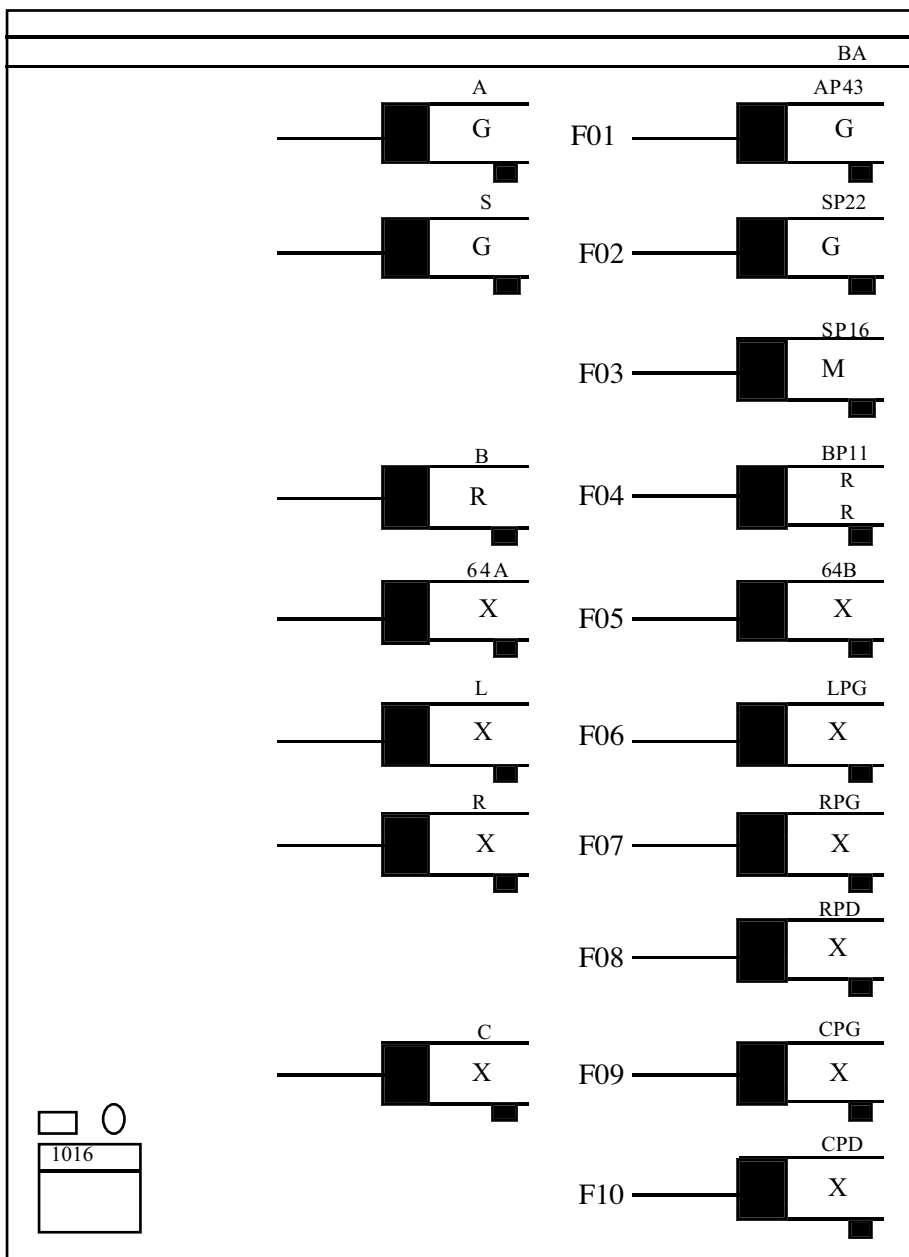 BA
A AP43
G F01 G
S SP22
G F02 G
SP16
F03 M
B BP11
R F04 R
R
64A 64B
X F05 X
L LPG
X F06 X
R RPG
X F07 X
RPD
F08 X
C CPG
X F09 X
1016 CPD
F10 X